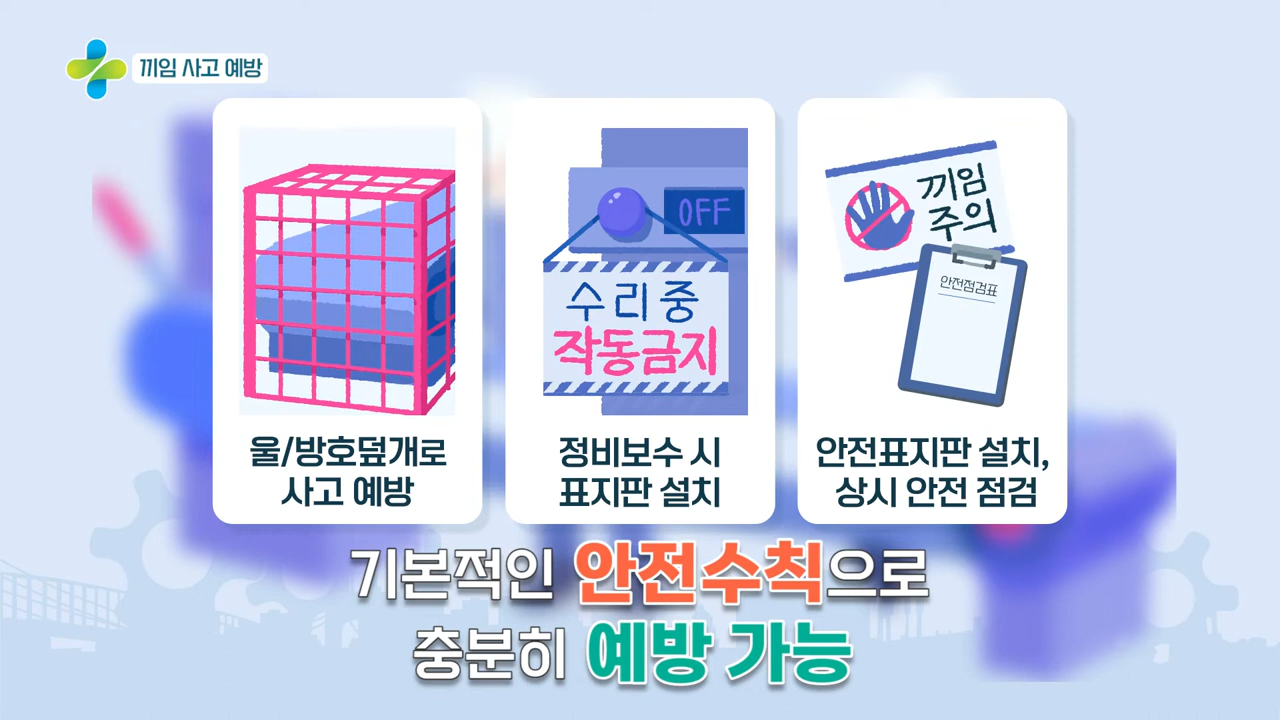 끼임 사고 예방
울/방호덮개로
사고 예방
OFF
수리중
작동금지
정비보수 시
표지판 설치
끼임
주의
안전점검표
안전표지판 설치,
상시 안전 점검
기본적인 안전수칙으로
충분히 예방 가능